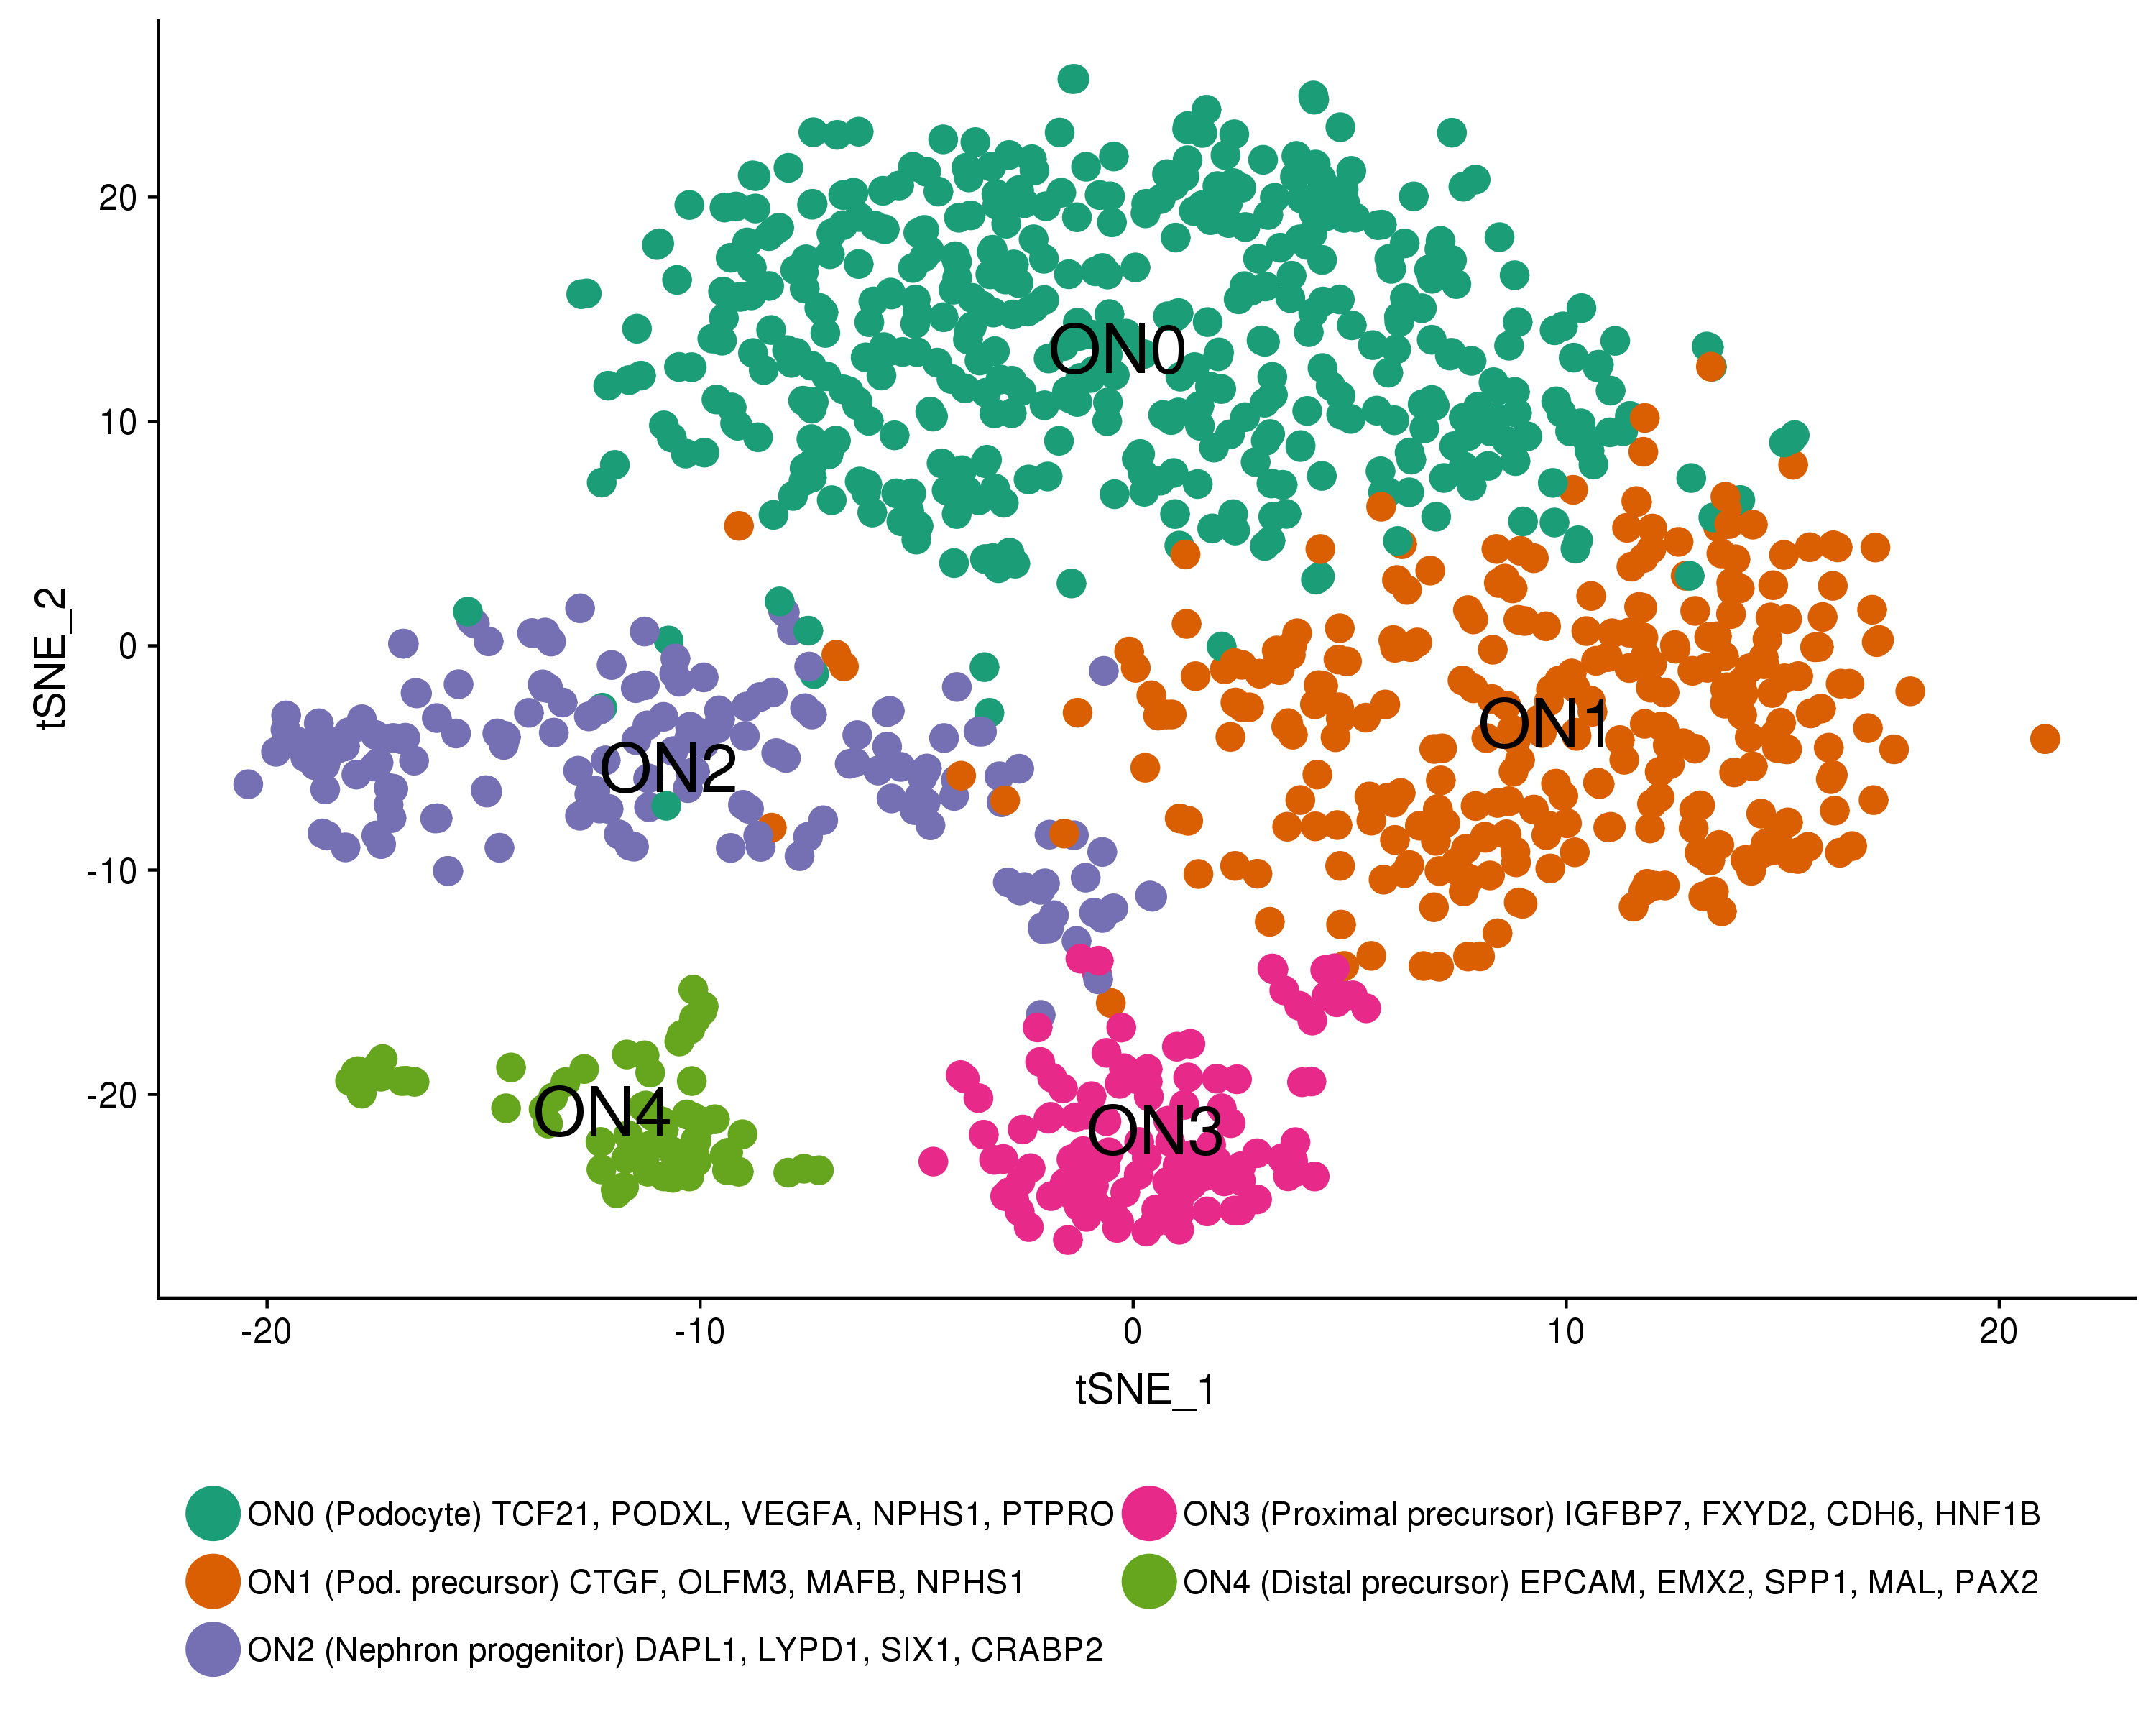 20
10
0
-10
-20
tSNE_2
ON0
ON1
ON2
ON4
ON3
-20 -10 0 10 20
tSNE_1
ON0 (Podocyte) TCF21, PODXL, VEGFA, NPHS1, PTPRO
ON1 (Pod. precursor) CTGF, OLFM3, MAFB, NPHS1
ON2 (Nephron progenitor) DAPL1, LYPD1, SIX1, CRABP2
ON3 (Proximal precursor) IGFBP7, FXYD2, CDH6, HNF1B
ON4 (Distal precursor) EPCAM, EMX2, SPP1, MAL, PAX2